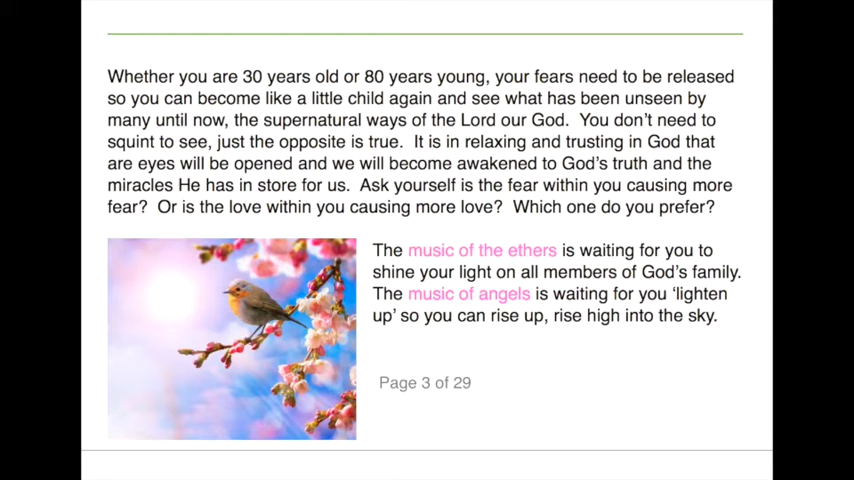 Whether you are 30 years old or 80 years young, your fears need to be released
so you can become like a little child again and see what has been unseen by
many until now, the supernatural ways of the Lord our God.  You don't need to
squint to see, just the opposite is true.  It is in relaxing and trusting in God that
are eyes will be opened and we will become awakened to God's truth and the
miracles He has in store for us.  Ask yourself is the fear within you causing more
fear?  Or is the love within you causing more love?  Which one do you prefer?
The music of the ethers is waiting for you to
shine your light on all members of God's family.
The music of angels is waiting for you 'lighten
up' so you can rise up, rise high into the sky.
Page 3 of 29